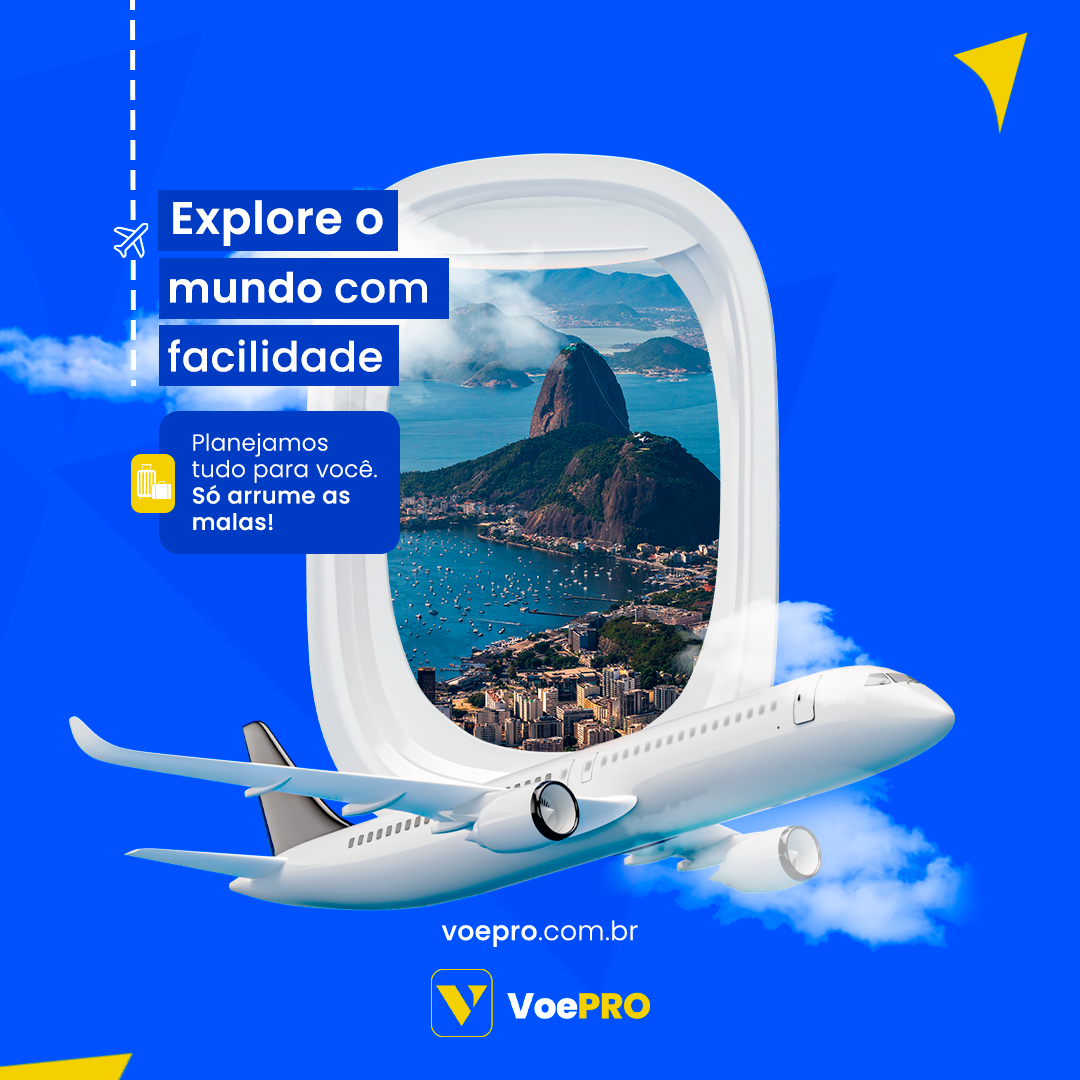 Explore o
mundo com
facilidade
Planejamos
tudo para você.
Só arrume as
malas!
voepro.com.br
VoePRO